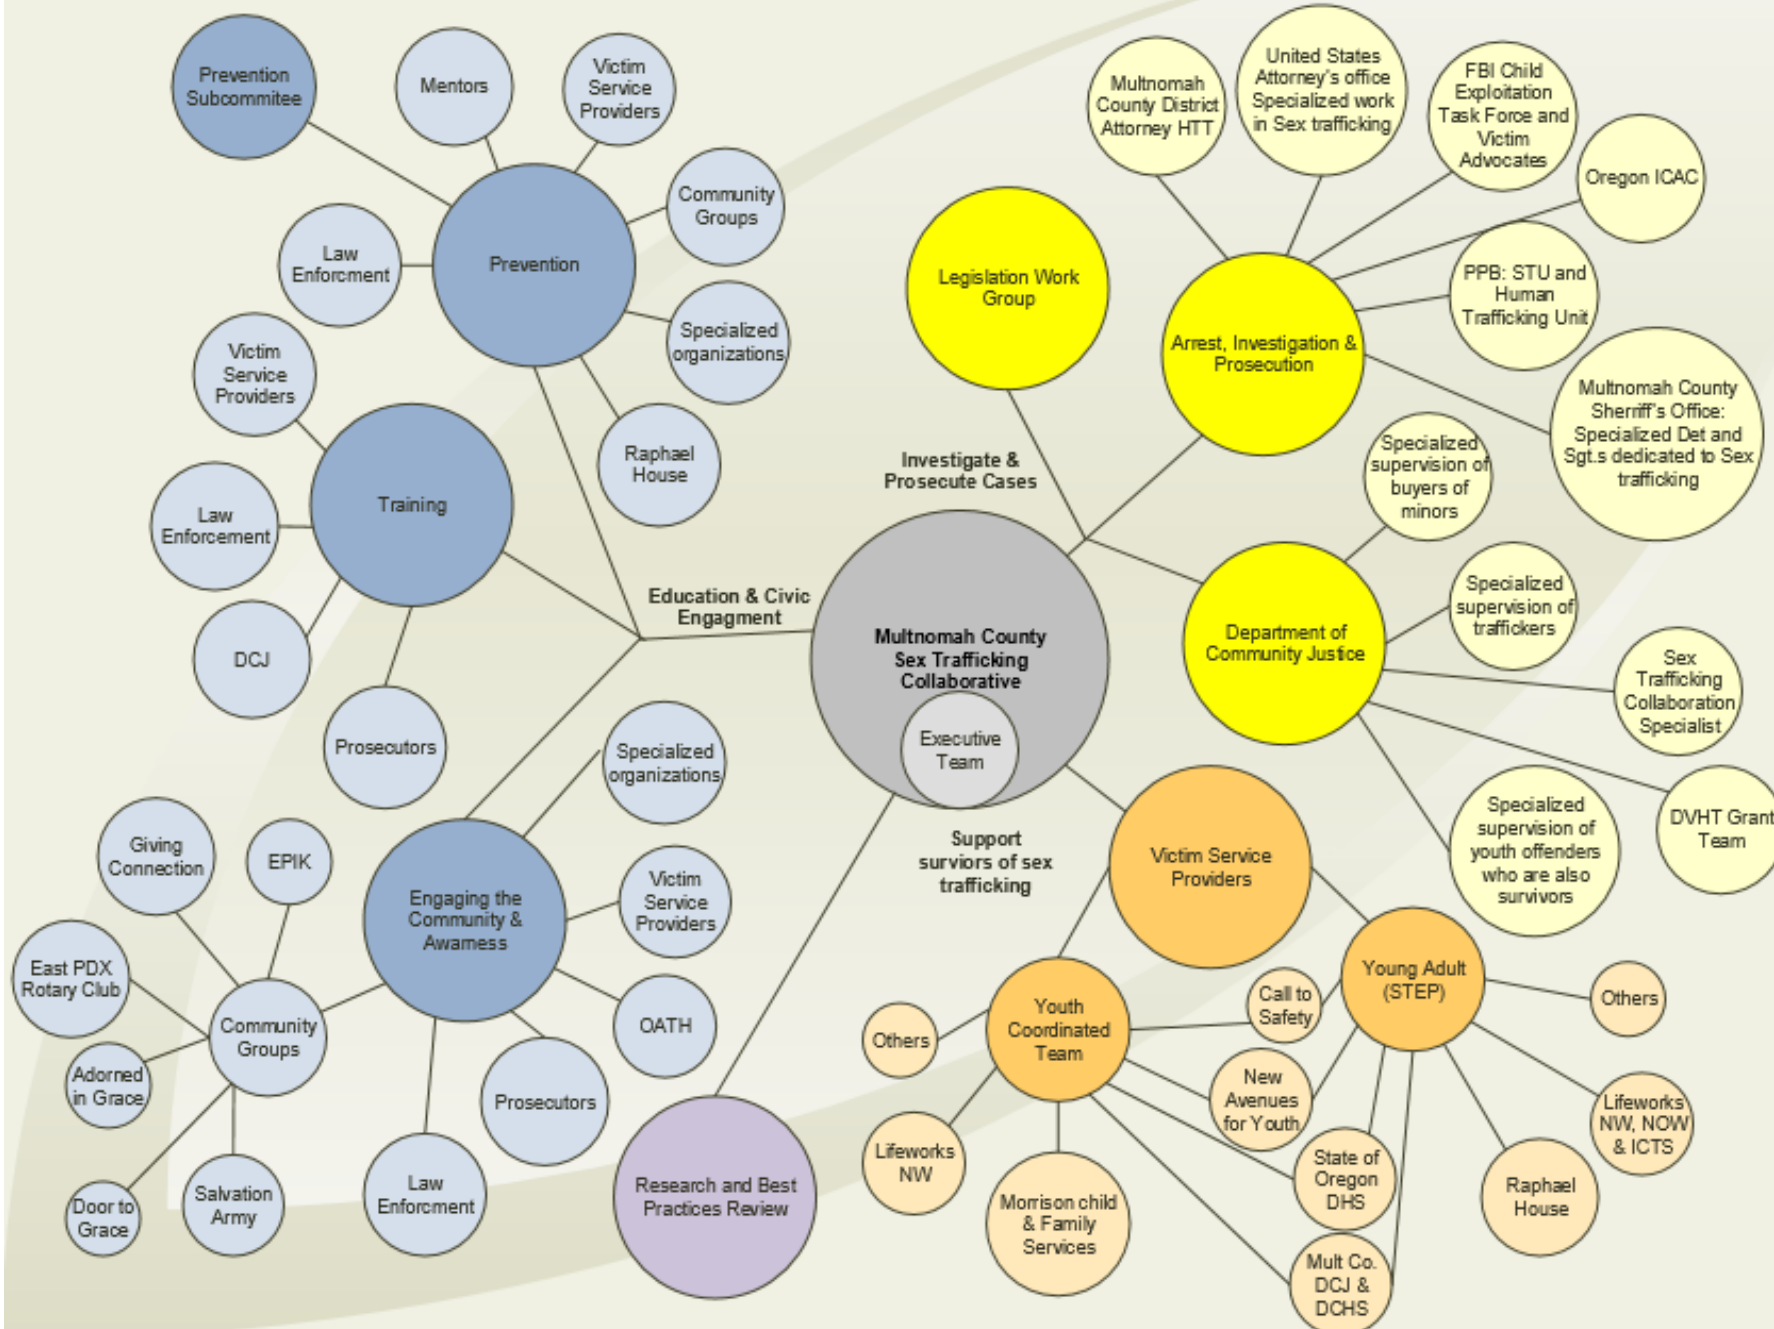 Prevention
Subcommitee
Mentors
Victim
Service
Providers
Community
Groups
Law
Enforcment
Prevention
Specialized
organizations
Raphael
House
Victim
Service
Providers
Law
Enforcement
Training
DCJ
Prosecutors
Education & Civic
Engagment
Multnomah County
District
Attorney HTT
United States
Attorney's office
Specialized work
in Sex trafficking
FBI Child
Exploitation
Task Force and
Victim
Advocates
Oregon ICAC
PPB: STU and
Human
Trafficking Unit
Legislation Work
Group
Arrest, Investigation &
Prosecution
Multnomah County
Sherriff's Office:
Specialized Det and
Sgt.s dedicated to Sex
trafficking
Investigate &
Prosecute Cases
Specialized
supervision of
buyers of
minors
Specialized
supervision of
traffickers
Department of
Community Justice
Sex
Trafficking
Collaboration
Specialist
DVHT Grant
Team
Specialized
supervision of
youth offenders
who are also
survivors
Multnomah County
Sex Trafficking
Collaborative
Executive
Team
Support
surviors of sex
trafficking
Specialized
organizations
Giving
Connection
EPIK
Engaging the
Community &
Awarness
Victim
Service
Providers
East PDX
Rotary Club
Community
Groups
OATH
Adorned
in Grace
Prosecutors
Door to
Grace
Salvation
Army
Law
Enforcment
Research and Best
Practices Review
Victim Service
Providers
Young Adult
(STEP)
Youth
Coordinated
Team
Call to
Safety
Others
Others
New
Avenues
for Youth
Lifeworks
NW
Morrison child
& Family
Services
State of
Oregon
DHS
Mult Co.
DCJ &
DCHS
Raphael
House
Lifeworks
NW, NOW
& ICTS